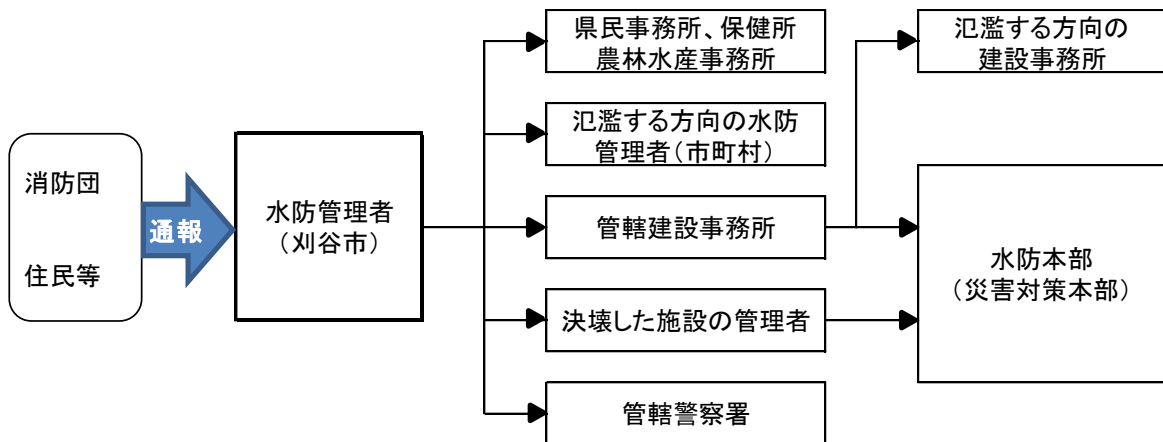 県民事務所、保健所
農林水産事務所
氾濫する方向の
建設事務所
氾濫する方向の水防
管理者(市町村)
消防団
住民等
通報
水防管理者
(刈谷市)
管轄建設事務所
水防本部
(災害対策本部)
決壊した施設の管理者
管轄警察署